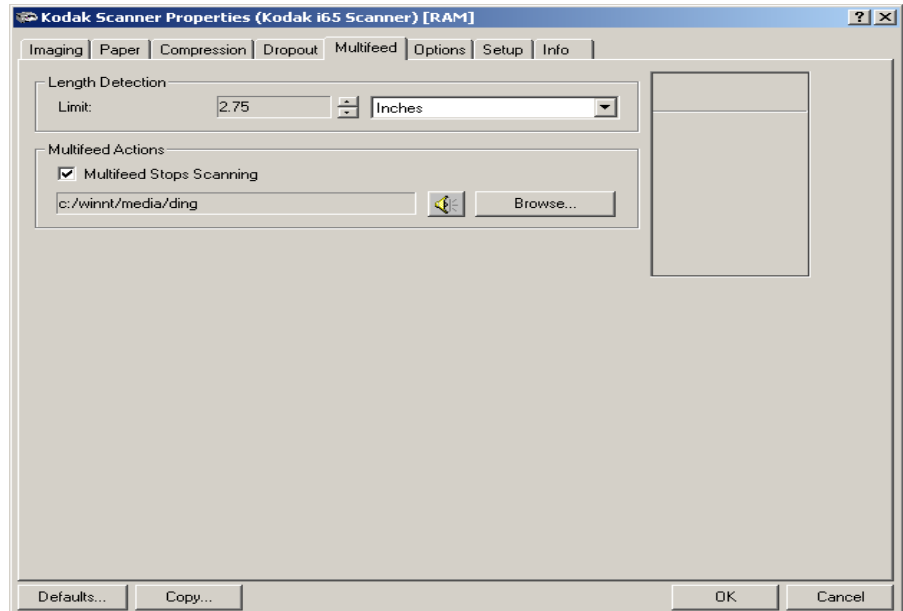 Kodak Scanner Properties (Kodak i65 Scanner) [RAM]
Imaging Paper Compression Dropout Multifeed Options Setup Info
Length Detection
Limit: 2.75 Inches
Multifeed Actions
Multifeed Stops Scanning
c:/winnt/media/ding Browse...
Defaults... Copy... OK Cancel